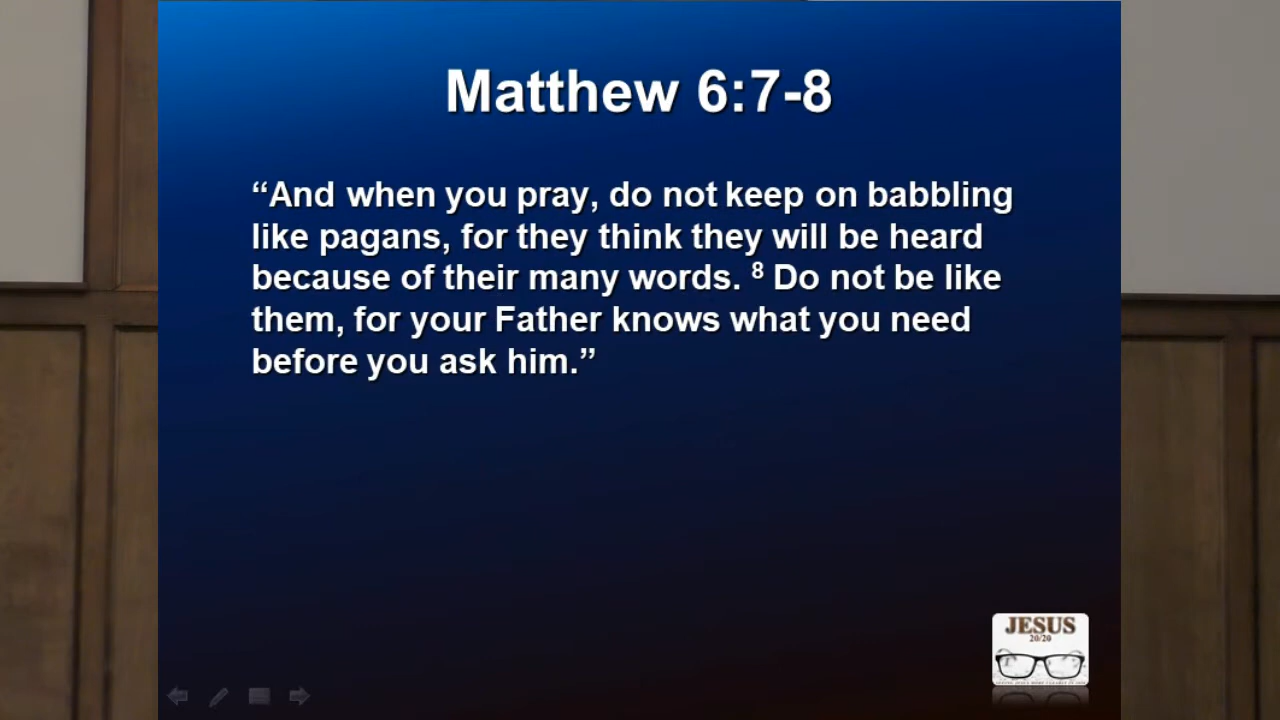 Matthew 6:7-8
“And when you pray, do not keep on babbling
like pagans, for they think they will be heard
because of their many words. 8 Do not be like
them, for your Father knows what you need
before you ask him.”
JESUS
20/20